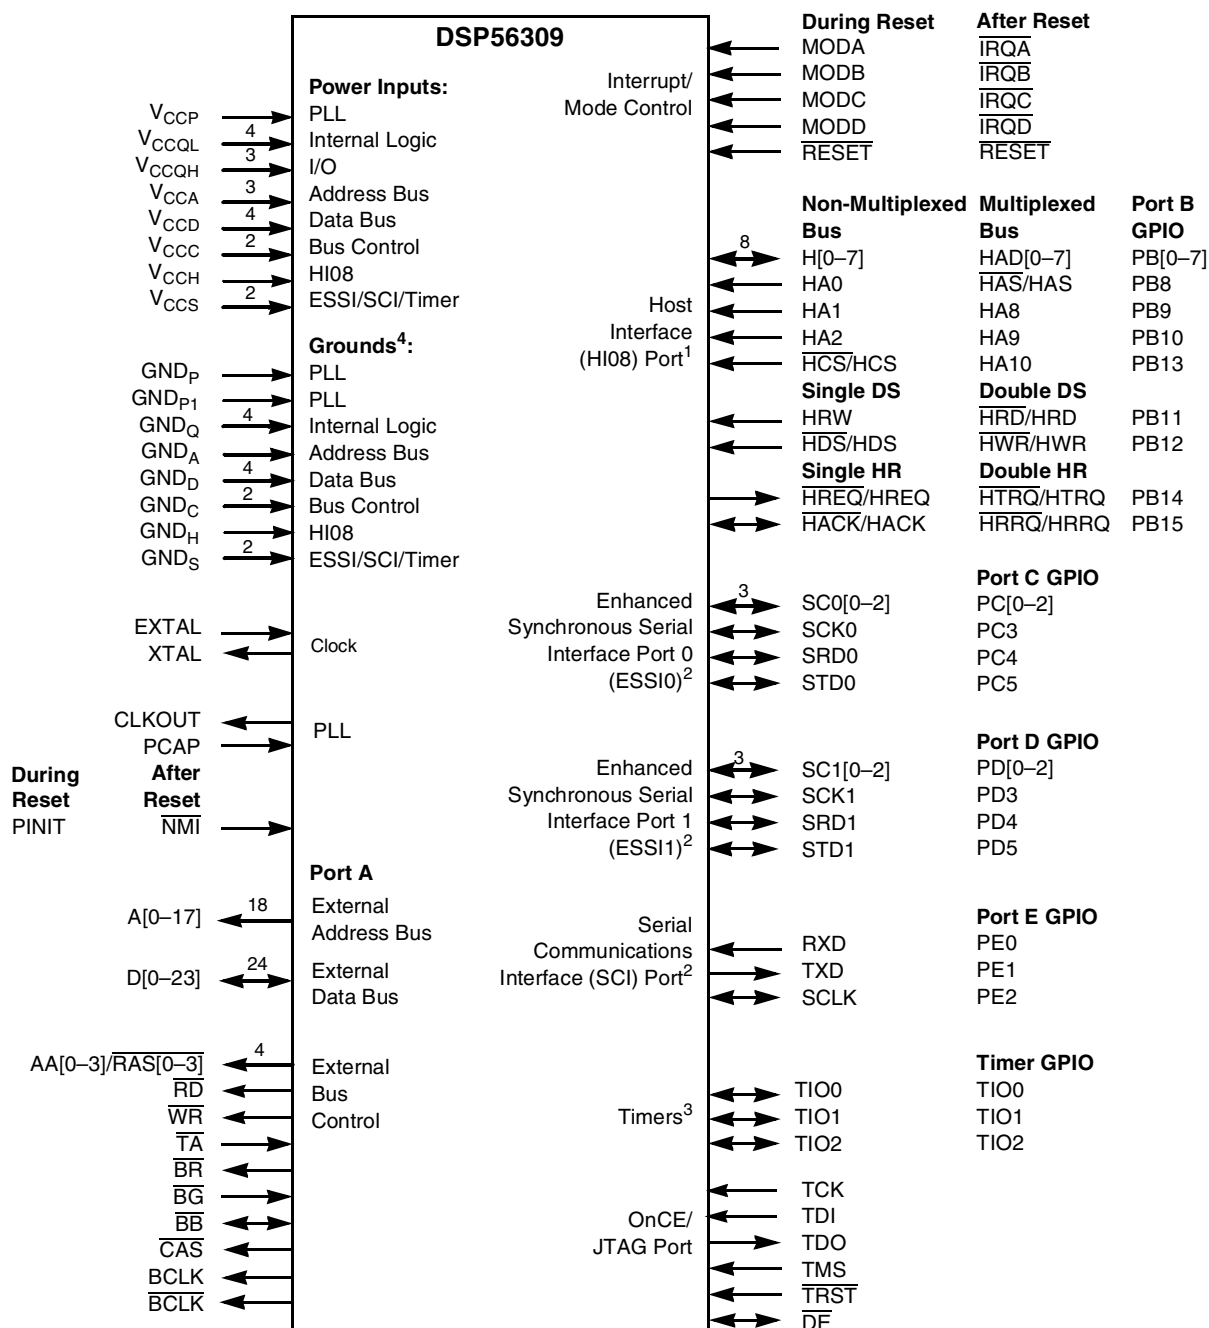 DSP56309
During Reset After Reset
MODA IRQA
MODB IRQB
MODC IRQC
MODD IRQD
RESET RESET
Interrupt/
Mode Control
Power Inputs:
VCCP PLL
VCCQL 4 Internal Logic
VCCQH 3 I/O
VCCA 3 Address Bus
VCCD 4 Data Bus
VCCC 2 Bus Control
VCCH HI08
VCCS 2 ESSI/SCI/Timer
Grounds4:
GNDP PLL
GNDP1 PLL
GNDQ 4 Internal Logic
GNDA Address Bus
GNDD 4 Data Bus
GNDC 2 Bus Control
GNDH HI08
GNDS 2 ESSI/SCI/Timer
EXTAL
XTAL
Clock
CLKOUT
PCAP
PLL
During After
Reset Reset
PINIT NMI
Port A
A[0–17] 18 External
Address Bus
D[0–23] 24 External
Data Bus
AA[0–3]/RAS[0–3] 4 External
RD Bus
WR Control
TA
BR
BG
BB
CAS
BCLK
BCLK
Non-Multiplexed Multiplexed Port B
Bus Bus GPIO
8 H[0–7] HAD[0–7] PB[0–7]
HA0 HAS/HAS PB8
HA1 HA8 PB9
HA2 HA9 PB10
HCS/HCS HA10 PB13
Host
Interface
(HI08) Port1
Single DS Double DS
HRW HRD/HRD PB11
HDS/HDS HWR/HWR PB12
Single HR Double HR
HREQ/HREQ HTRQ/HTRQ PB14
HACK/HACK HRRQ/HRRQ PB15
Port C GPIO
Enhanced 3 SC0[0–2] PC[0–2]
Synchronous Serial SCK0 PC3
Interface Port 0 SRD0 PC4
(ESSI0)2 STD0 PC5
Port D GPIO
Enhanced 3 SC1[0–2] PD[0–2]
Synchronous Serial SCK1 PD3
Interface Port 1 SRD1 PD4
(ESSI1)2 STD1 PD5
Port E GPIO
Serial
Communications RXD PE0
Interface (SCI) Port2 TXD PE1
SCLK PE2
Timer GPIO
TIO0 TIO0
Timers3 TIO1 TIO1
TIO2 TIO2
TCK
OnCE/ TDI
JTAG Port TDO
TMS
TRST
DE